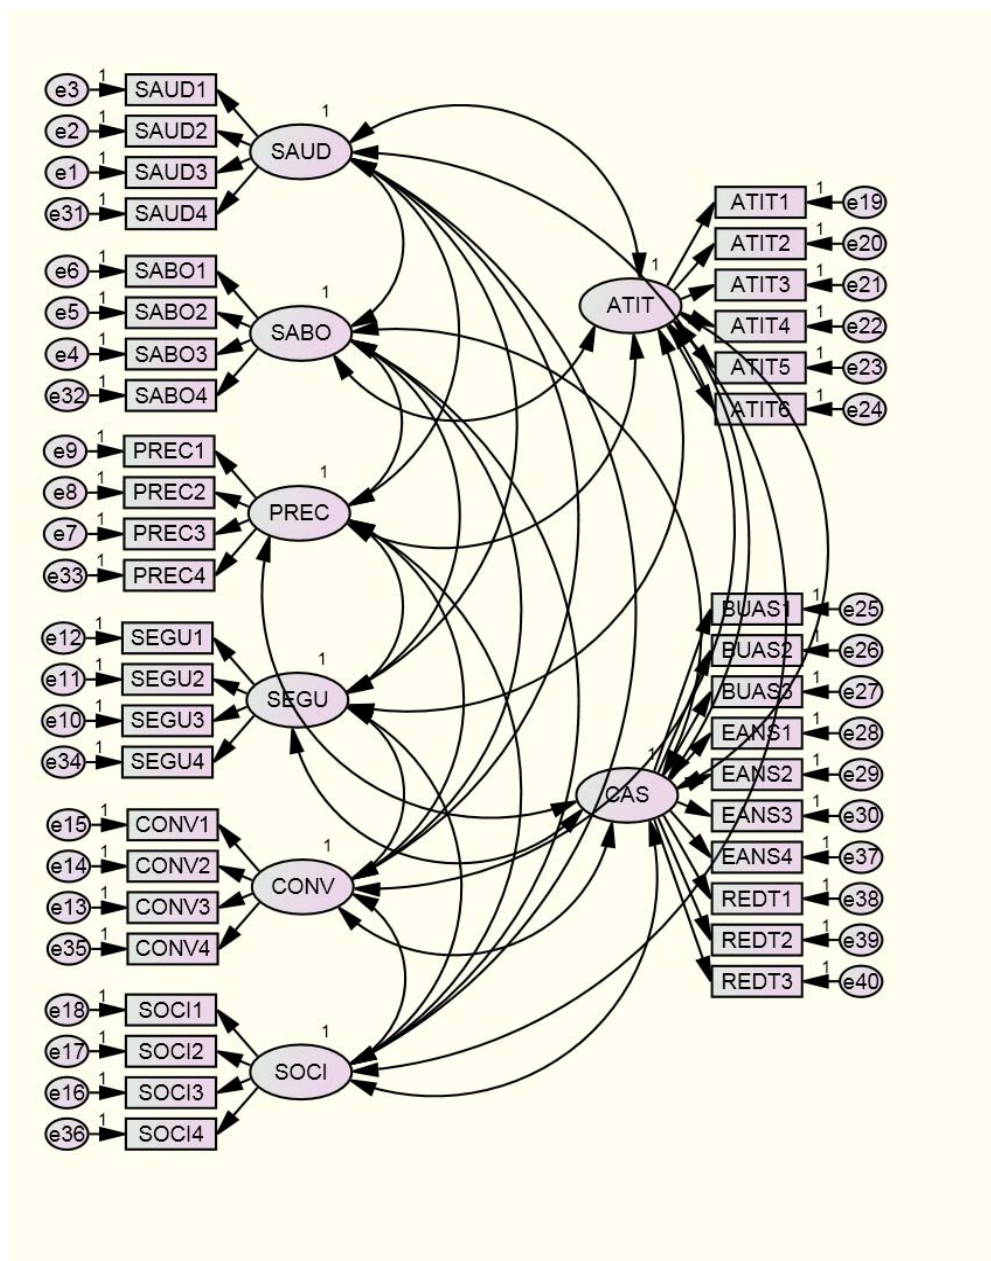 e3 1 SAUD1
e2 1 SAUD2
e1 1 SAUD3
e31 1 SAUD4
1
SAUD
e6 1 SABO1
e5 1 SABO2
e4 1 SABO3
e32 1 SABO4
1
SABO
e9 1 PREC1
e8 1 PREC2
e7 1 PREC3
e33 1 PREC4
1
PREC
e12 1 SEGU1
e11 1 SEGU2
e10 1 SEGU3
e34 1 SEGU4
1
SEGU
e15 1 CONV1
e14 1 CONV2
e13 1 CONV3
e35 1 CONV4
1
CONV
e18 1 SOCI1
e17 1 SOCI2
e16 1 SOCI3
e36 1 SOCI4
1
SOCI
1
ATIT
ATIT1 1 e19
ATIT2 1 e20
ATIT3 1 e21
ATIT4 1 e22
ATIT5 1 e23
ATIT6 1 e24
1
CAS
BUAS1 1 e25
BUAS2 1 e26
BUAS3 1 e27
EANS1 1 e28
EANS2 1 e29
EANS3 1 e30
EANS4 1 e37
REDT1 1 e38
REDT2 1 e39
REDT3 1 e40